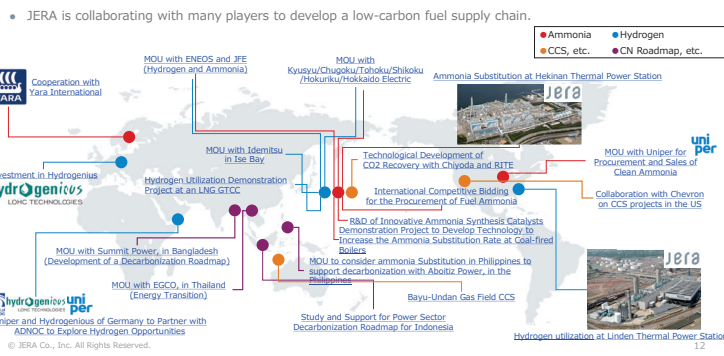 JERA is collaborating with many players to develop a low-carbon fuel supply chain.
Ammonia
Hydrogen
CCS, etc.
CN Roadmap, etc.
MOU with ENEOS and JFE
(Hydrogen and Ammonia)
MOU with
Kyusyu/Chugoku/Tohoku/Shikoku
/Hokuriku/Hokkaido Electric
Ammonia Substitution at Hekinan Thermal Power Station
Jera
YARA
Cooperation with
Yara International
MOU with Idemitsu
in Ise Bay
Technological Development of
CO2 Recovery with Chiyoda and RITE
uni
per
MOU with Uniper for
Procurement and Sales of
Clean Ammonia
Investment in Hydrogenius
hydrogenious
LOHC TECHNOLOGIES
Hydrogen Utilization Demonstration
Project at an LNG GTCC
International Competitive Bidding
for the Procurement of Fuel Ammonia
Collaboration with Chevron
on CCS projects in the US
R&D of Innovative Ammonia Synthesis Catalysts
Demonstration Project to Develop Technology to
Increase the Ammonia Substitution Rate at Coal-fired
Boilers
MOU with Summit Power, in Bangladesh
(Development of a Decarbonization Roadmap)
MOU to consider ammonia Substitution in Philippines to
support decarbonization with Aboitiz Power, in the
Philippines
Jera
MOU with EGCO, in Thailand
(Energy Transition)
Bayu-Undan Gas Field CCS
hydrogenious
LOHC TECHNOLOGIES
uni
per
Uniper and Hydrogenious of Germany to Partner with
ADNOC to Explore Hydrogen Opportunities
Study and Support for Power Sector
Decarbonization Roadmap for Indonesia
Hydrogen utilization at Linden Thermal Power Station
© JERA Co., Inc. All Rights Reserved.
12